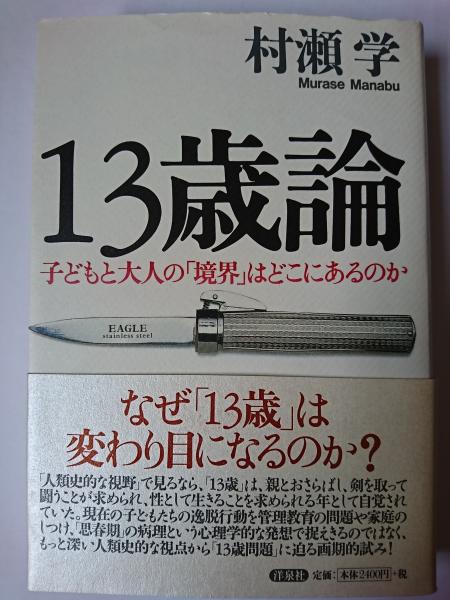 村瀬 学
Murase Manabu
13歳論
子どもと大人の「境界」はどこにあるのか
EAGLE
stainless steel
なぜ「13歳」は
変わり目になるのか?
「人類史的な視野」で見るなら、「13歳」は、親とおさらばし、剣を取って
闘うことが求められ、性として生きることを求められる年として自覚され
ていた。現在の子どもたちの逸脱行動を管理教育の問題や家庭の
しつけ、「思春期」の病理という心理学的な発想で捉えきるのではなく、
もっと深い人類史的な視点から「13歳問題」に迫る画期的試み!
洋泉社 定価:本体2400円+税